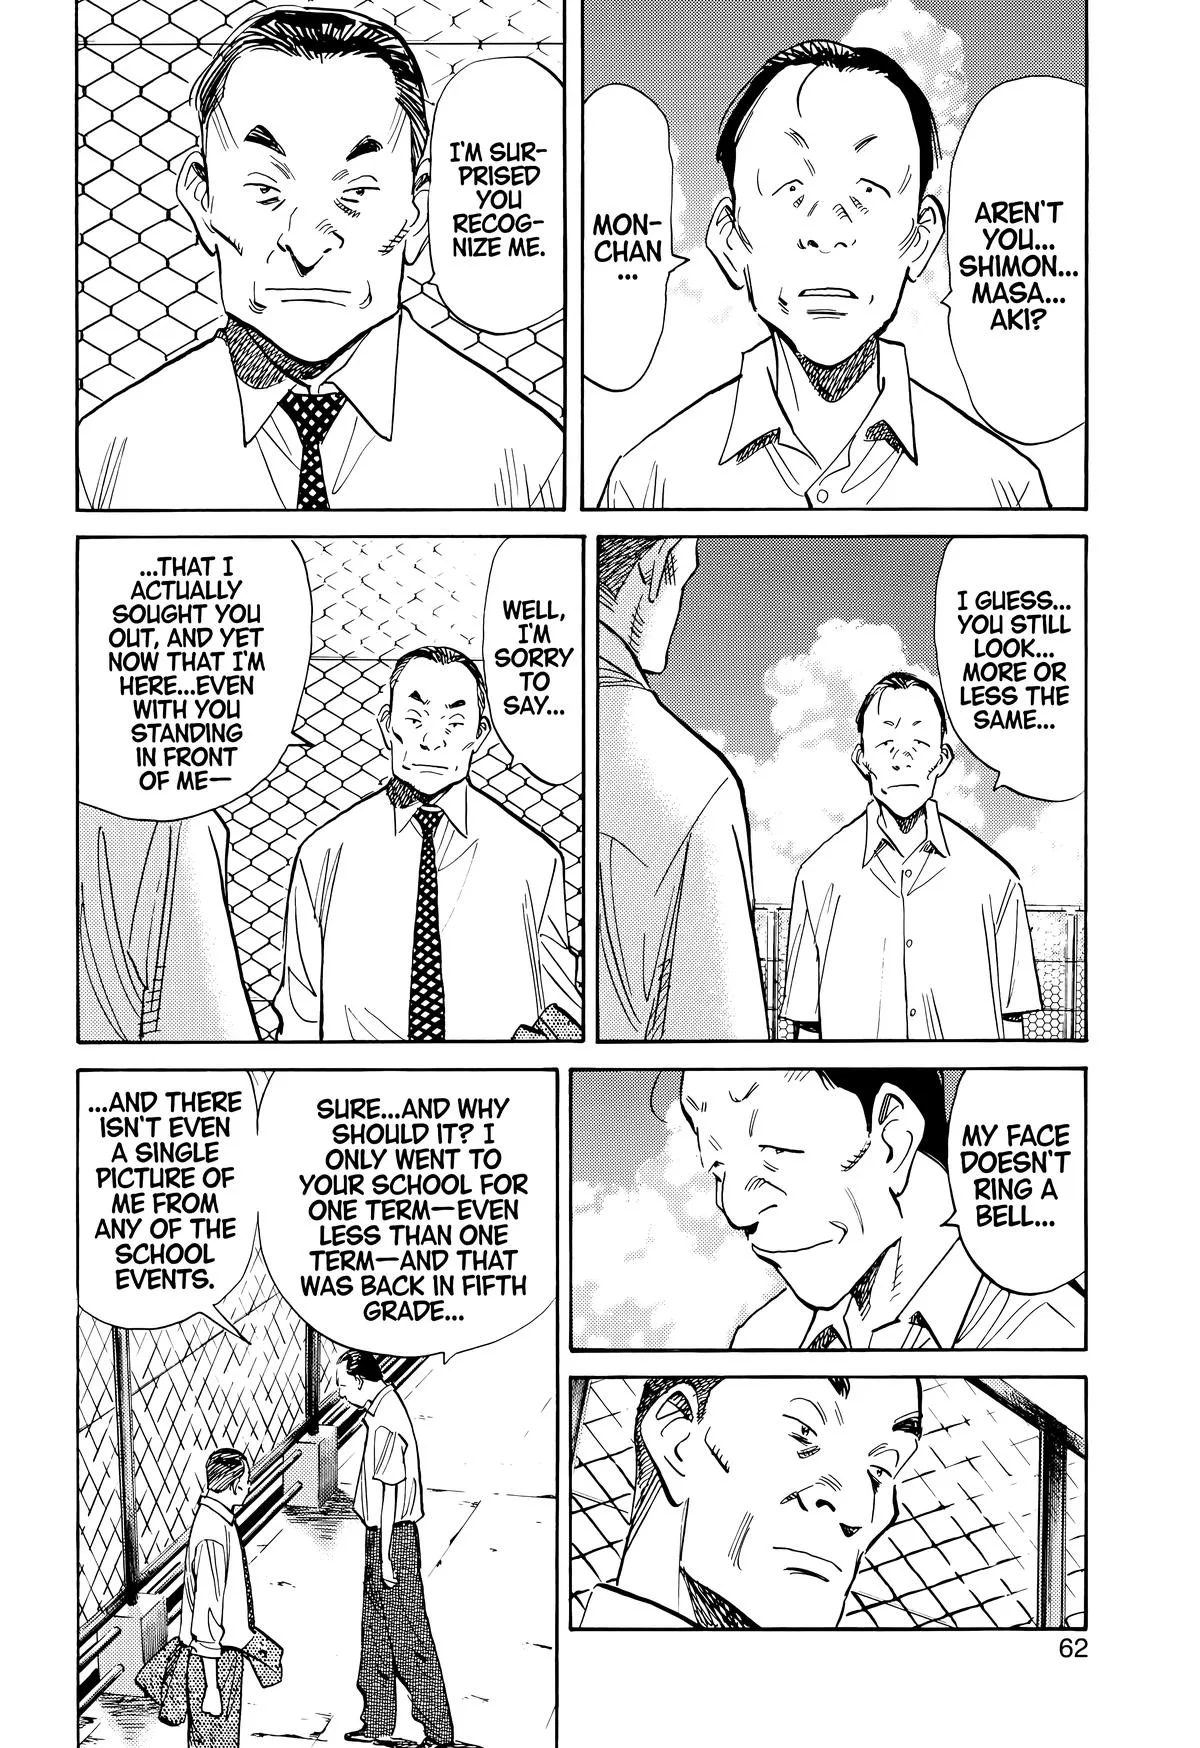 AREN'T
YOU...
SHIMON...
MASA...
AKI?
MON-
CHAN
...
I'M SUR-
PRISED
YOU
RECOG-
NIZE ME.
I GUESS...
YOU STILL
LOOK...
MORE OR
LESS THE
SAME...
WELL,
I'M
SORRY
TO
SAY...
...THAT I
ACTUALLY
SOUGHT YOU
OUT, AND YET
NOW THAT I'M
HERE...EVEN
WITH YOU
STANDING
IN FRONT
OF ME—
MY FACE
DOESN'T
RING A
BELL...
SURE...AND WHY
SHOULD IT? I
ONLY WENT TO
YOUR SCHOOL FOR
ONE TERM—EVEN
LESS THAN ONE
TERM—AND THAT
WAS BACK IN FIFTH
GRADE...
...AND THERE
ISN'T EVEN
A SINGLE
PICTURE OF
ME FROM
ANY OF THE
SCHOOL
EVENTS.
62